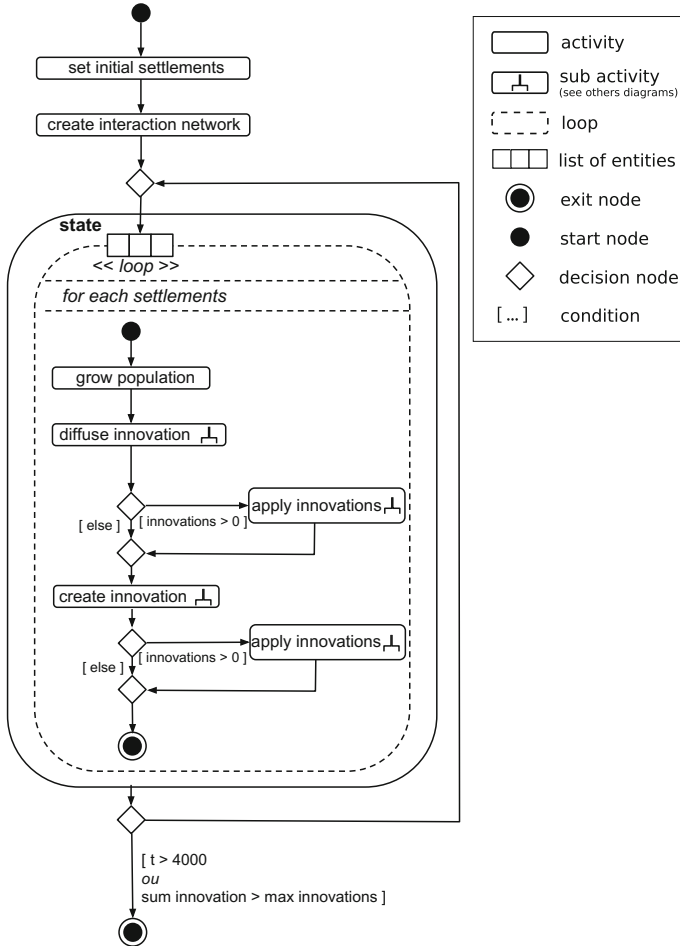 set initial settlements
create interaction network
state
<< loop >>
for each settlements
grow population
diffuse innovation
[ else ]
[ innovations > 0 ]
apply innovations
create innovation
[ else ]
[ innovations > 0 ]
apply innovations
[ t > 4000
ou
sum innovation > max innovations ]
activity
sub activity
(see others diagrams)
loop
list of entities
exit node
start node
decision node
[ ... ]
condition